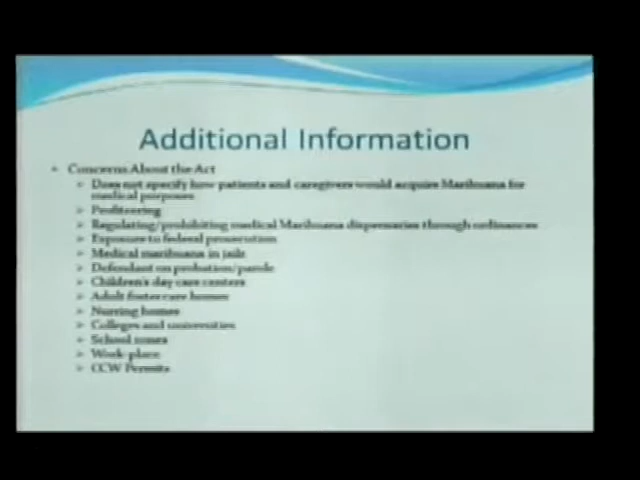 Additional Information
Concerns About the Act
Does not specify how patients and caregivers would acquire Marihuana for
medical purposes
Profiteering
Regulating/prohibiting medical Marihuana dispensaries through ordinances
Exposure to federal prosecution
Medical marihuana in jails
Defendant on probation/parole
Children's day care centers
Adult foster care homes
Nursing homes
Colleges and universities
School zones
Work-place
CCW Permits